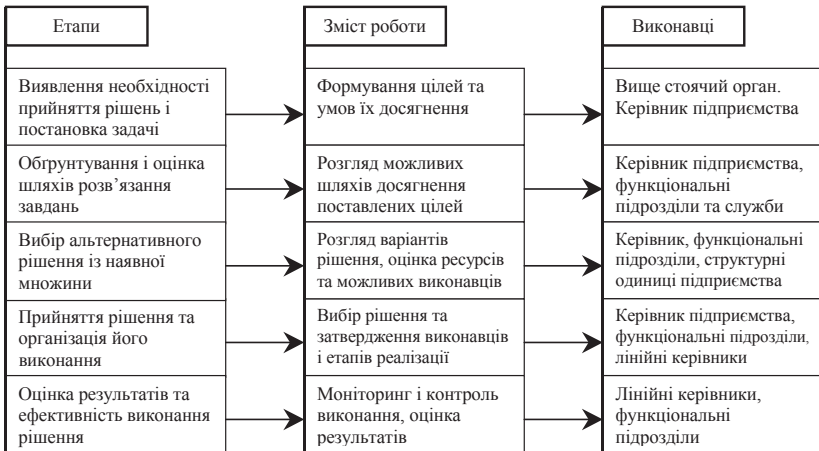 Етапи
Зміст роботи
Виконавці
Виявлення необхідності
прийняття рішень і
постановка задачі
Формування цілей та
умов їх досягнення
Вище стоячий орган.
Керівник підприємства
Обґрунтування і оцінка
шляхів розв’язання
завдань
Розгляд можливих
шляхів досягнення
поставлених цілей
Керівник підприємства,
функціональні
підрозділи та служби
Вибір альтернативного
рішення із наявної
множини
Розгляд варіантів
рішення, оцінка ресурсів
та можливих виконавців
Керівник, функціональні
підрозділи, структурні
одиниці підприємства
Прийняття рішення та
організація його
виконання
Вибір рішення та
затвердження виконавців
і етапів реалізації
Керівник підприємства,
функціональні підрозділи,
лінійні керівники
Оцінка результатів та
ефективність виконання
рішення
Моніторинг і контроль
виконання, оцінка
результатів
Лінійні керівники,
функціональні
підрозділи